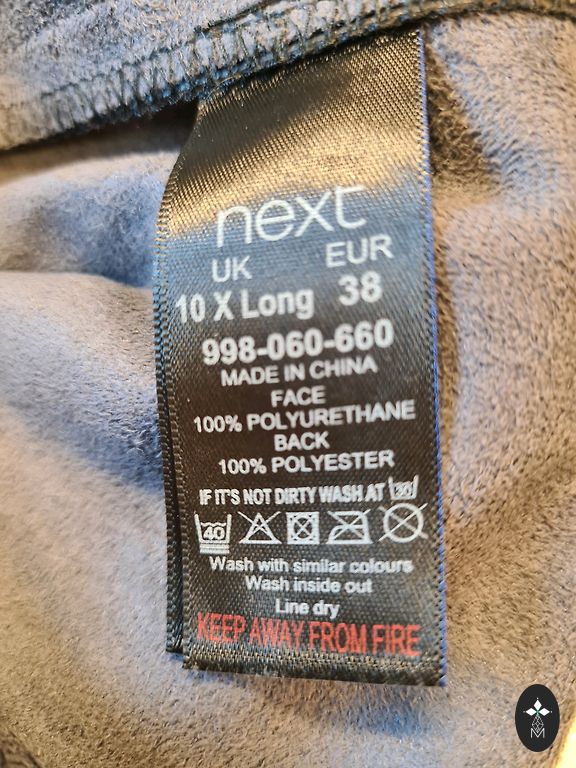 next
UK EUR
10 X Long 38
998-060-660
MADE IN CHINA
FACE
100% POLYURETHANE
BACK
100% POLYESTER
IF IT'S NOT DIRTY WASH AT 30
40
Wash with similar colours
Wash inside out
Line dry
KEEP AWAY FROM FIRE
M